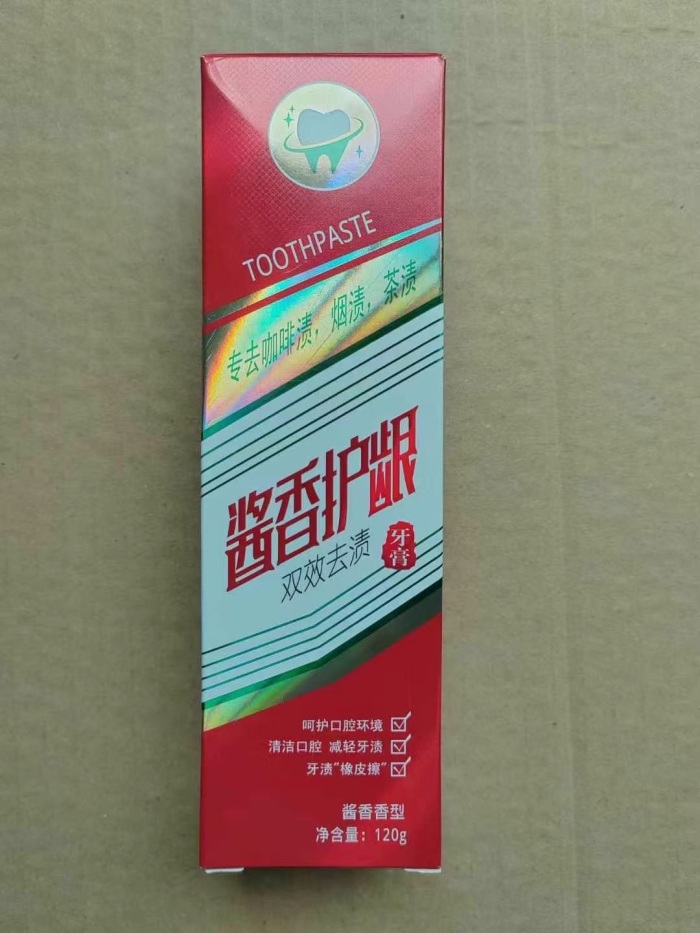 TOOTHPASTE
专去咖啡渍，烟渍，茶渍
酱香护龈
双效去渍
牙膏
呵护口腔环境
清洁口腔 减轻牙渍
牙渍"橡皮擦"
酱香香型
净含量：120g